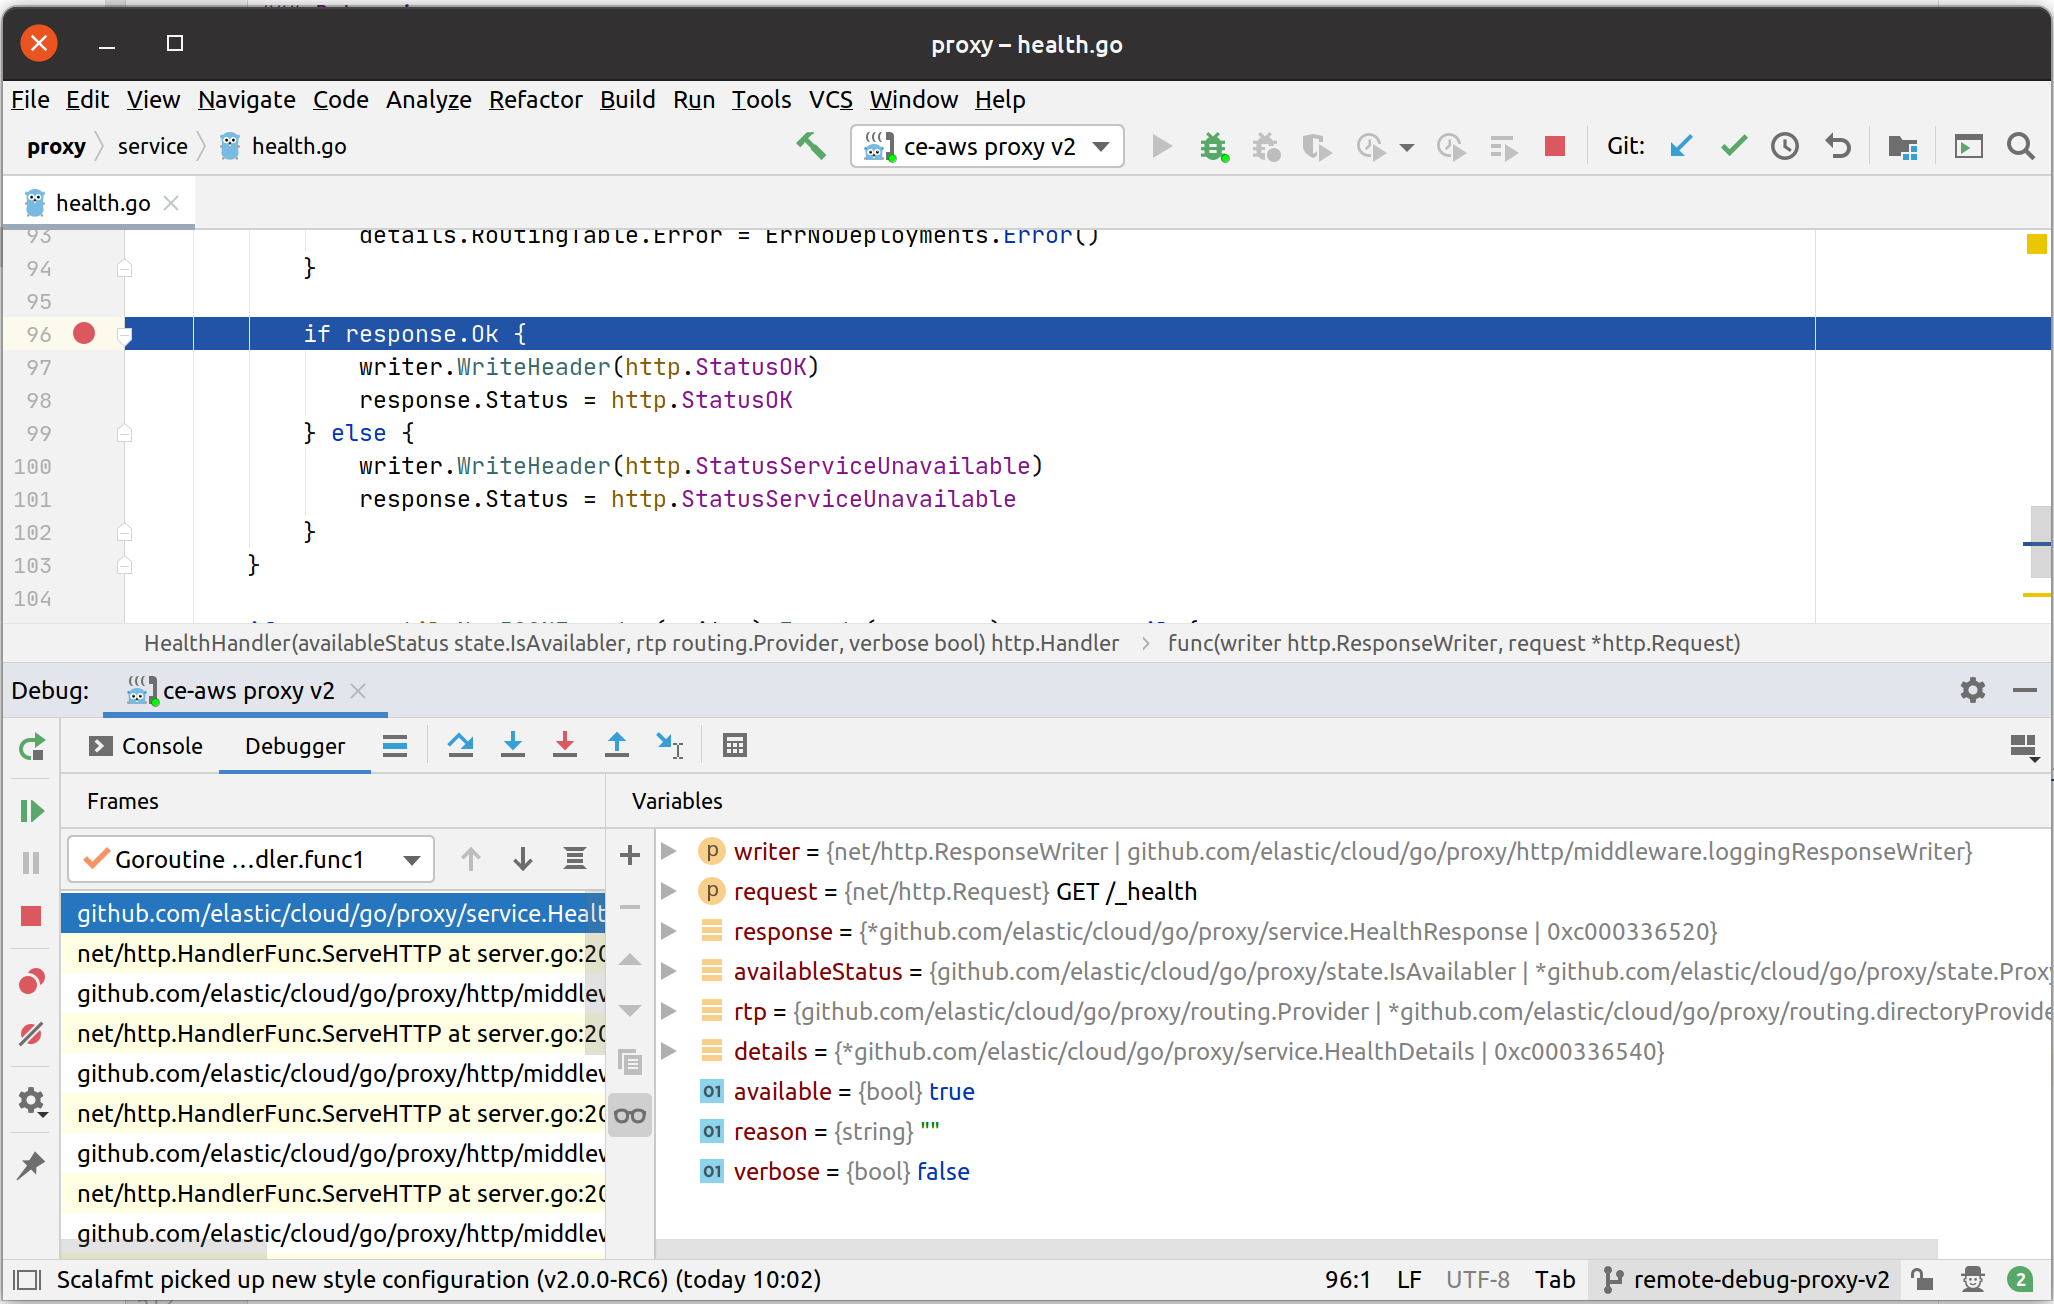 proxy – health.go
File Edit View Navigate Code Analyze Refactor Build Run Tools VCS Window Help
proxy service health.go ce-aws proxy v2 Git:
health.go
93 details.RoutingTable.Error = ErrNoDeployments.Error()
94 }
95
96 if response.Ok {
97 writer.WriteHeader(http.StatusOK)
98 response.Status = http.StatusOK
99 } else {
100 writer.WriteHeader(http.StatusServiceUnavailable)
101 response.Status = http.StatusServiceUnavailable
102 }
103 }
104
HealthHandler(availableStatus state.IsAvailabler, rtp routing.Provider, verbose bool) http.Handler › func(writer http.ResponseWriter, request *http.Request)
Debug: ce-aws proxy v2
Console Debugger
Frames
Goroutine ...dler.func1
github.com/elastic/cloud/go/proxy/service.Healt
net/http.HandlerFunc.ServeHTTP at server.go:20
github.com/elastic/cloud/go/proxy/http/middlew
net/http.HandlerFunc.ServeHTTP at server.go:20
github.com/elastic/cloud/go/proxy/http/middlew
net/http.HandlerFunc.ServeHTTP at server.go:20
github.com/elastic/cloud/go/proxy/http/middlew
net/http.HandlerFunc.ServeHTTP at server.go:20
github.com/elastic/cloud/go/proxy/http/middlew
Variables
p writer = {net/http.ResponseWriter | github.com/elastic/cloud/go/proxy/http/middleware.loggingResponseWriter}
p request = {net/http.Request} GET /_health
response = {*github.com/elastic/cloud/go/proxy/service.HealthResponse | 0xc000336520}
availableStatus = {github.com/elastic/cloud/go/proxy/state.IsAvailabler | *github.com/elastic/cloud/go/proxy/state.Proxy
rtp = {github.com/elastic/cloud/go/proxy/routing.Provider | *github.com/elastic/cloud/go/proxy/routing.directoryProvide
details = {*github.com/elastic/cloud/go/proxy/service.HealthDetails | 0xc000336540}
01 available = {bool} true
01 reason = {string} ""
01 verbose = {bool} false
Scalafmt picked up new style configuration (v2.0.0-RC6) (today 10:02) 96:1 LF UTF-8 Tab remote-debug-proxy-v2 2